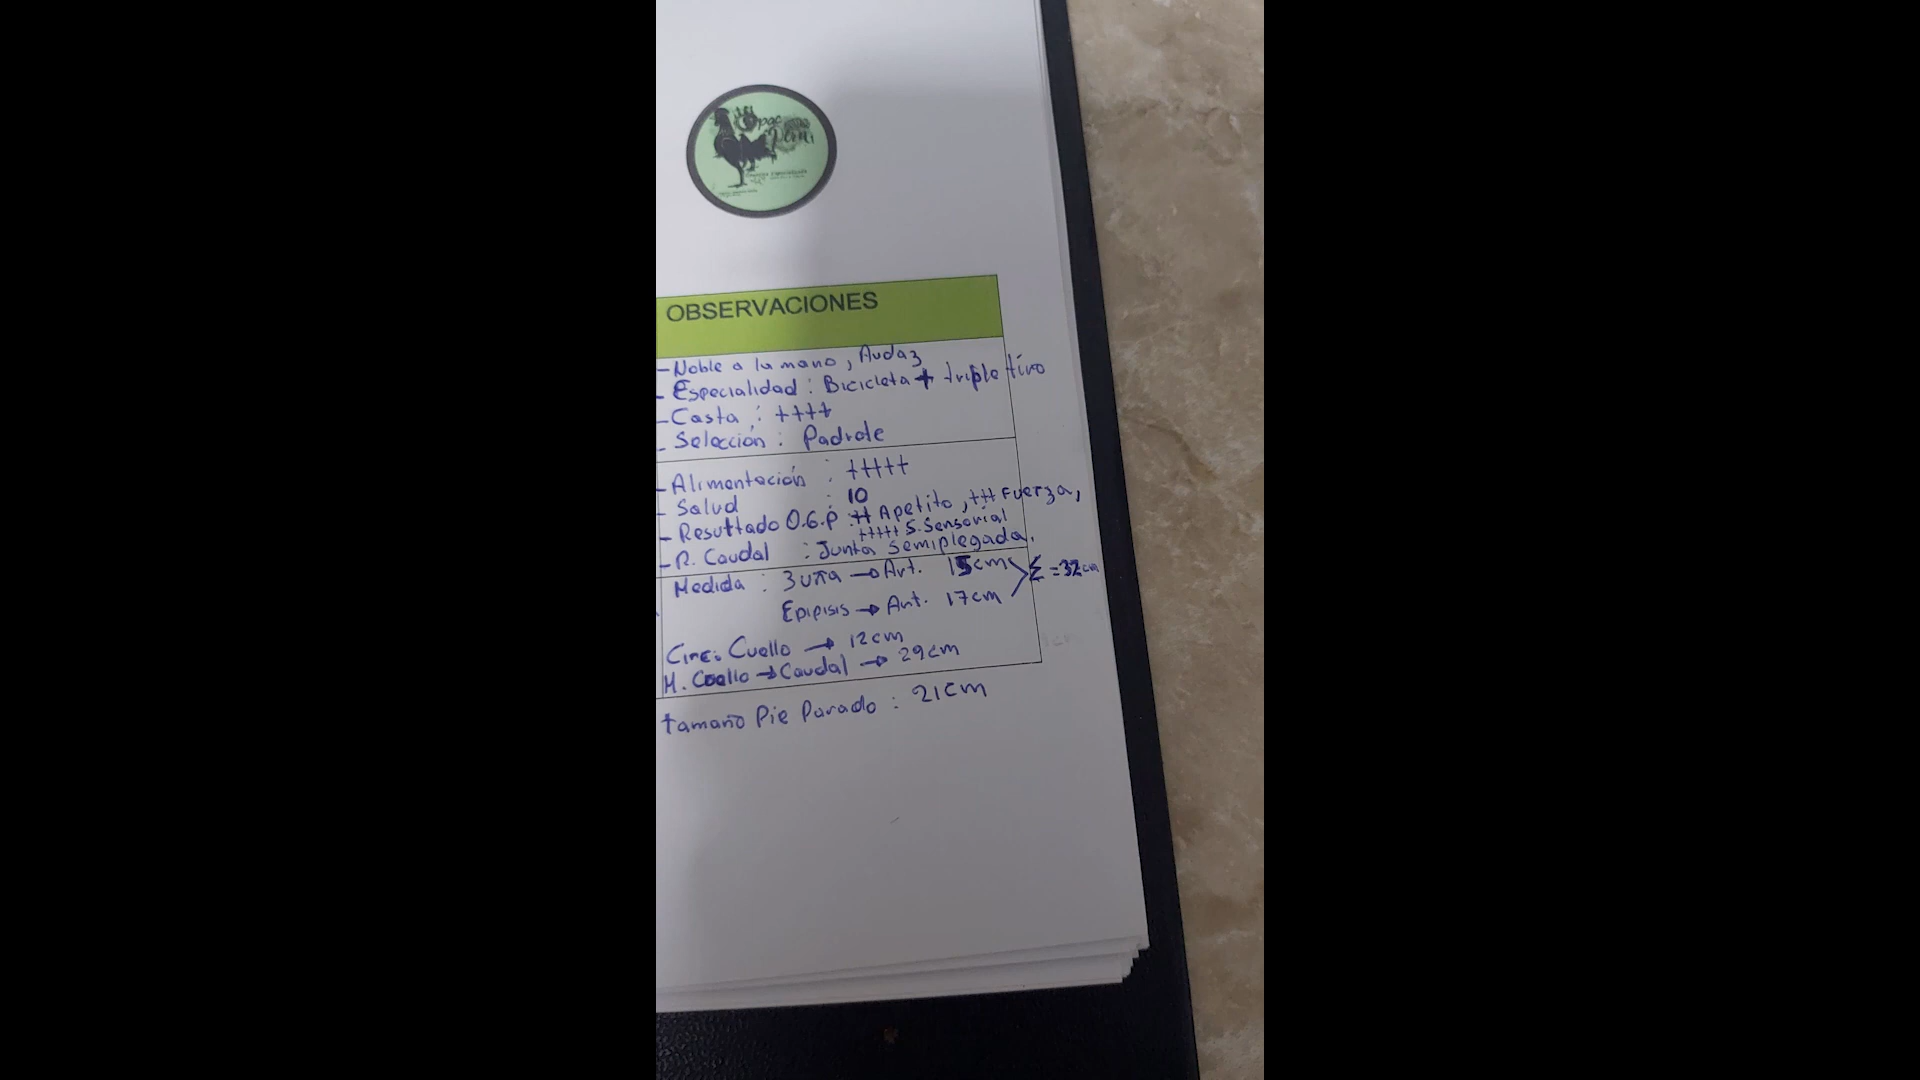 OBSERVACIONES
- Noble a la mano, Audaz
- Especialidad : Bicicleta + triple tiro
- Casta : ++++
- Selección : Padrote
- Alimentación : +++++
- Salud : 10
- Resultado O.G.P : ++ Apetito, +++ Fuerza,
+++++ S. Sensorial
- R. Caudal : Junta semiplegada.
Medida : 3 uña → Art. 15cm
Epipisis → Ant. 17cm
Σ = 32cm
Circ. Cuello → 12cm
M. Cuello → Caudal → 29cm
tamaño Pie Parado : 21cm